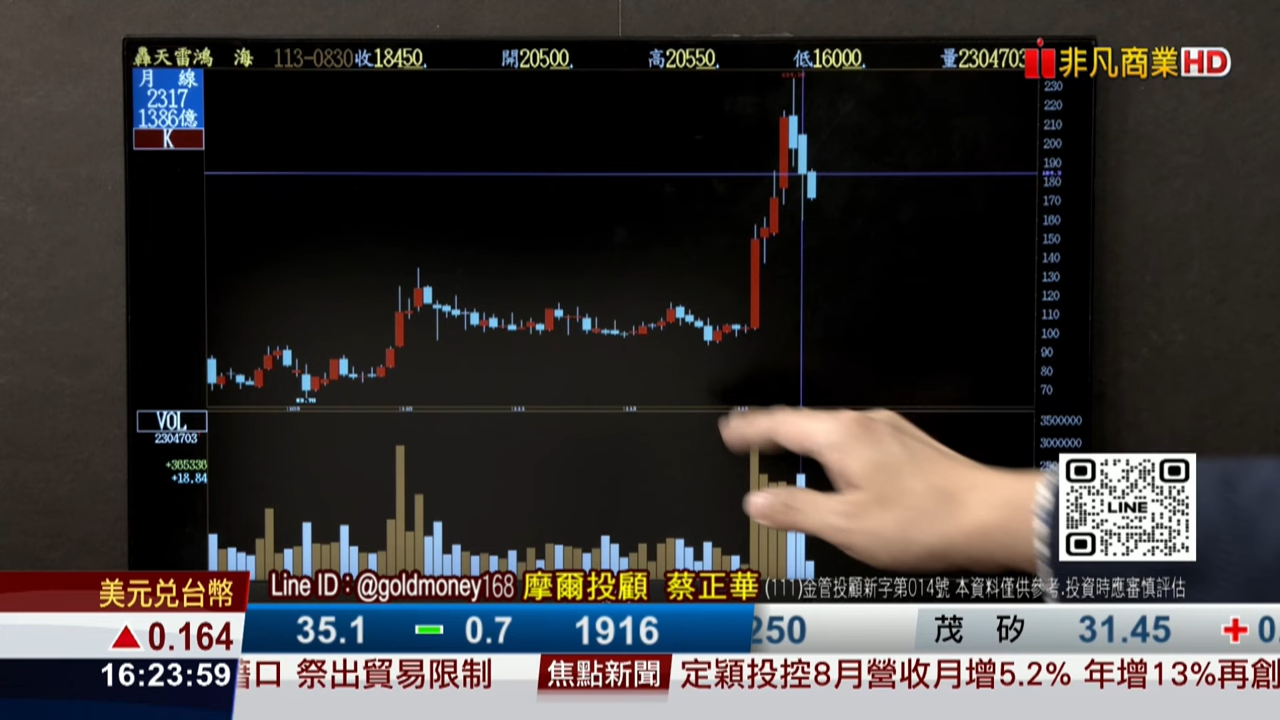 轟天雷鴻 海 113-0830收18450. 開20500. 高20550. 低16000. 量2304703
非凡商業HD
月 線
2317
1386億
K
230
220
210
200
190
180
170
160
150
140
130
120
110
100
90
80
70
VOL
2304703
+365336
+18.84
3500000
3000000
LINE
Line ID：@goldmoney168 摩爾投顧 蔡正華 (111)金管投顧新字第014號 本資料僅供參考.投資時應審慎評估
美元兌台幣
▲0.164
35.1 0.7 1916 250 茂 矽 31.45 0
16:23:59
口 祭出貿易限制 焦點新聞 定穎投控8月營收月增5.2% 年增13%再創